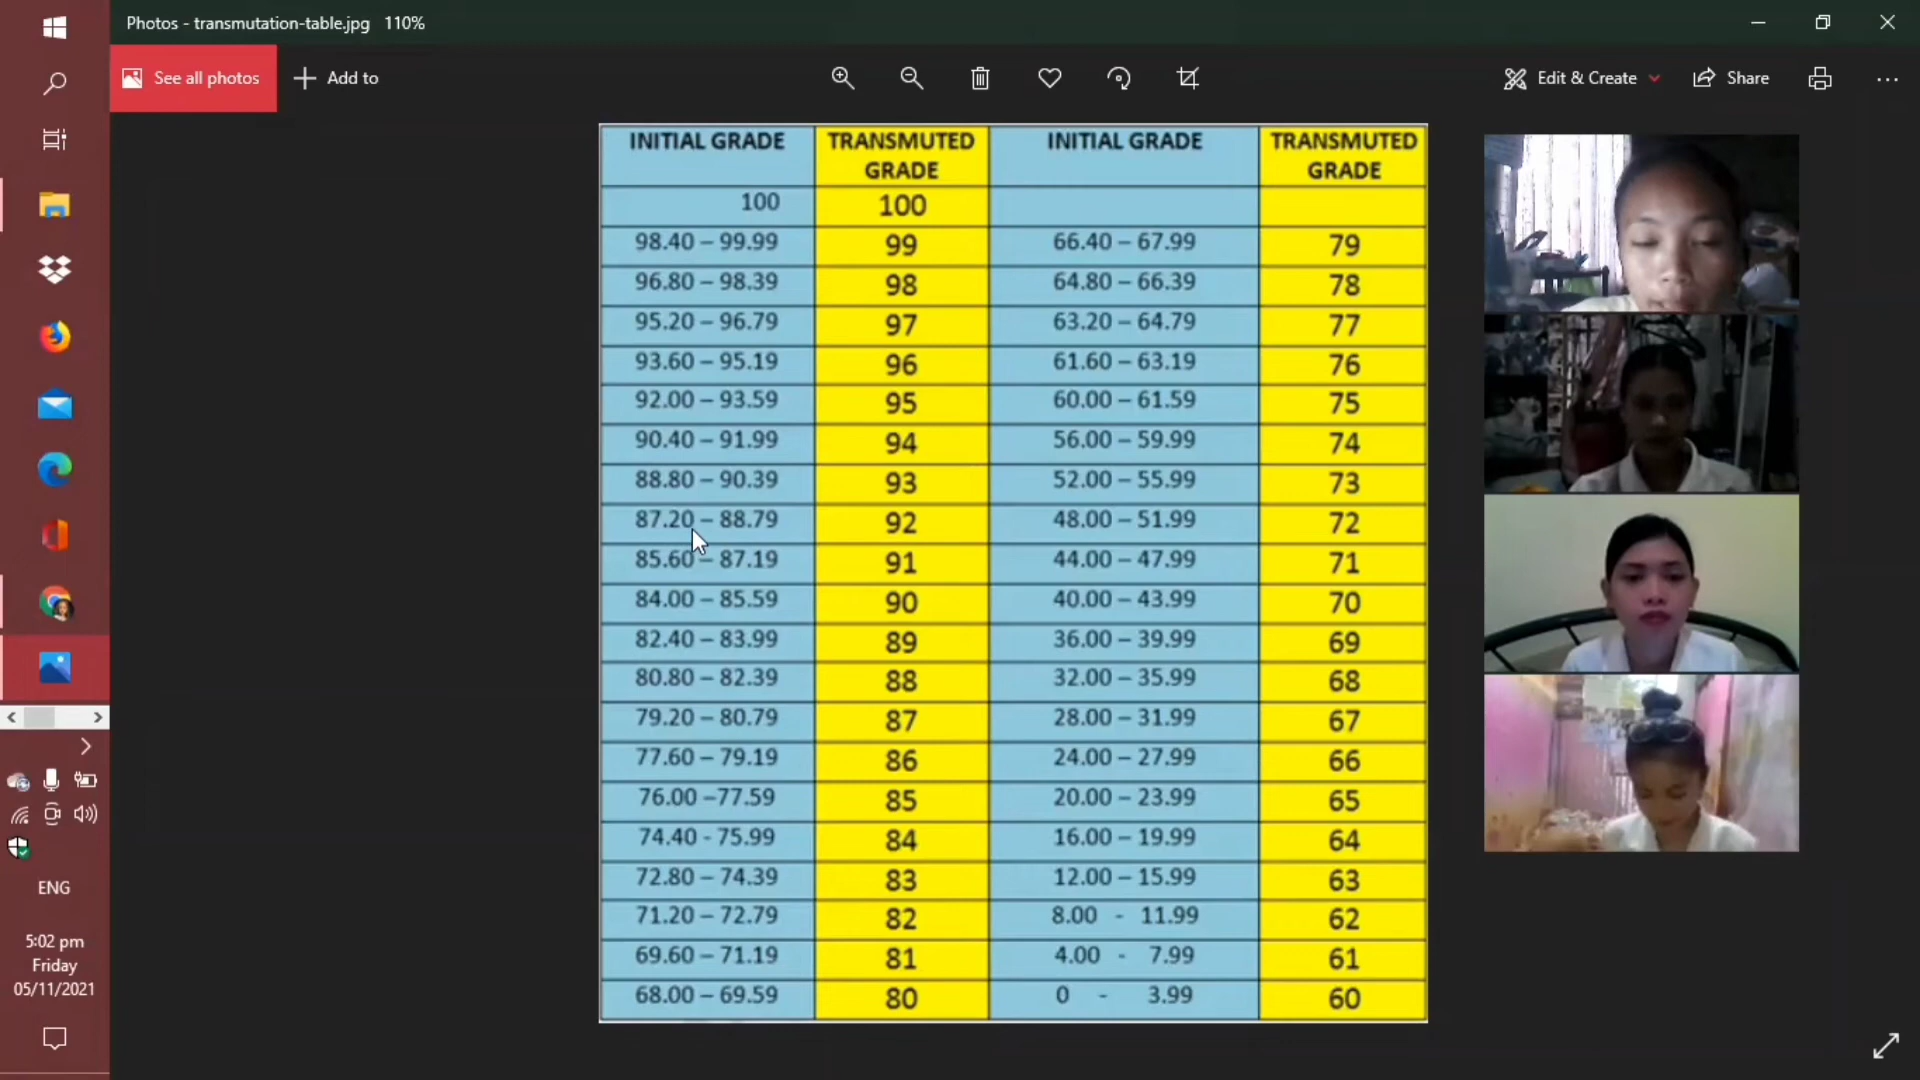 Photos - transmutation-table.jpg 110%
See all photos
Add to
Edit & Create
Share
INITIAL GRADE TRANSMUTED GRADE INITIAL GRADE TRANSMUTED GRADE
100 100
98.40 – 99.99 99 66.40 – 67.99 79
96.80 – 98.39 98 64.80 – 66.39 78
95.20 – 96.79 97 63.20 – 64.79 77
93.60 – 95.19 96 61.60 – 63.19 76
92.00 – 93.59 95 60.00 – 61.59 75
90.40 – 91.99 94 56.00 – 59.99 74
88.80 – 90.39 93 52.00 – 55.99 73
87.20 – 88.79 92 48.00 – 51.99 72
85.60 – 87.19 91 44.00 – 47.99 71
84.00 – 85.59 90 40.00 – 43.99 70
82.40 – 83.99 89 36.00 – 39.99 69
80.80 – 82.39 88 32.00 – 35.99 68
79.20 – 80.79 87 28.00 – 31.99 67
77.60 – 79.19 86 24.00 – 27.99 66
76.00 –77.59 85 20.00 – 23.99 65
74.40 - 75.99 84 16.00 – 19.99 64
72.80 – 74.39 83 12.00 – 15.99 63
71.20 – 72.79 82 8.00 - 11.99 62
69.60 – 71.19 81 4.00 - 7.99 61
68.00 – 69.59 80 0 - 3.99 60
ENG
5:02 pm
Friday
05/11/2021